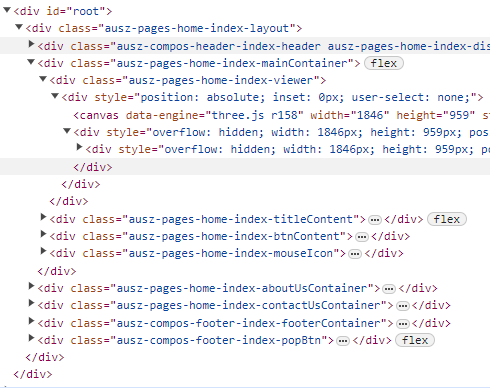 <div id="root">
<div class="ausz-pages-home-index-layout">
<div class="ausz-compos-header-index-header ausz-pages-home-index-dis
<div class="ausz-pages-home-index-mainContainer"> flex
<div class="ausz-pages-home-index-viewer">
<div style="position: absolute; inset: 0px; user-select: none;">
<canvas data-engine="three.js r158" width="1846" height="959" st
<div style="overflow: hidden; width: 1846px; height: 959px; pos
<div style="overflow: hidden; width: 1846px; height: 959px; po
</div>
</div>
</div>
<div class="ausz-pages-home-index-titleContent"> … </div> flex
<div class="ausz-pages-home-index-btnContent"> … </div>
<div class="ausz-pages-home-index-mouseIcon"> … </div>
</div>
<div class="ausz-pages-home-index-aboutUsContainer"> … </div>
<div class="ausz-pages-home-index-contactUsContainer"> … </div>
<div class="ausz-compos-footer-index-footerContainer"> … </div>
<div class="ausz-compos-footer-index-popBtn"> … </div> flex
</div>
</div>